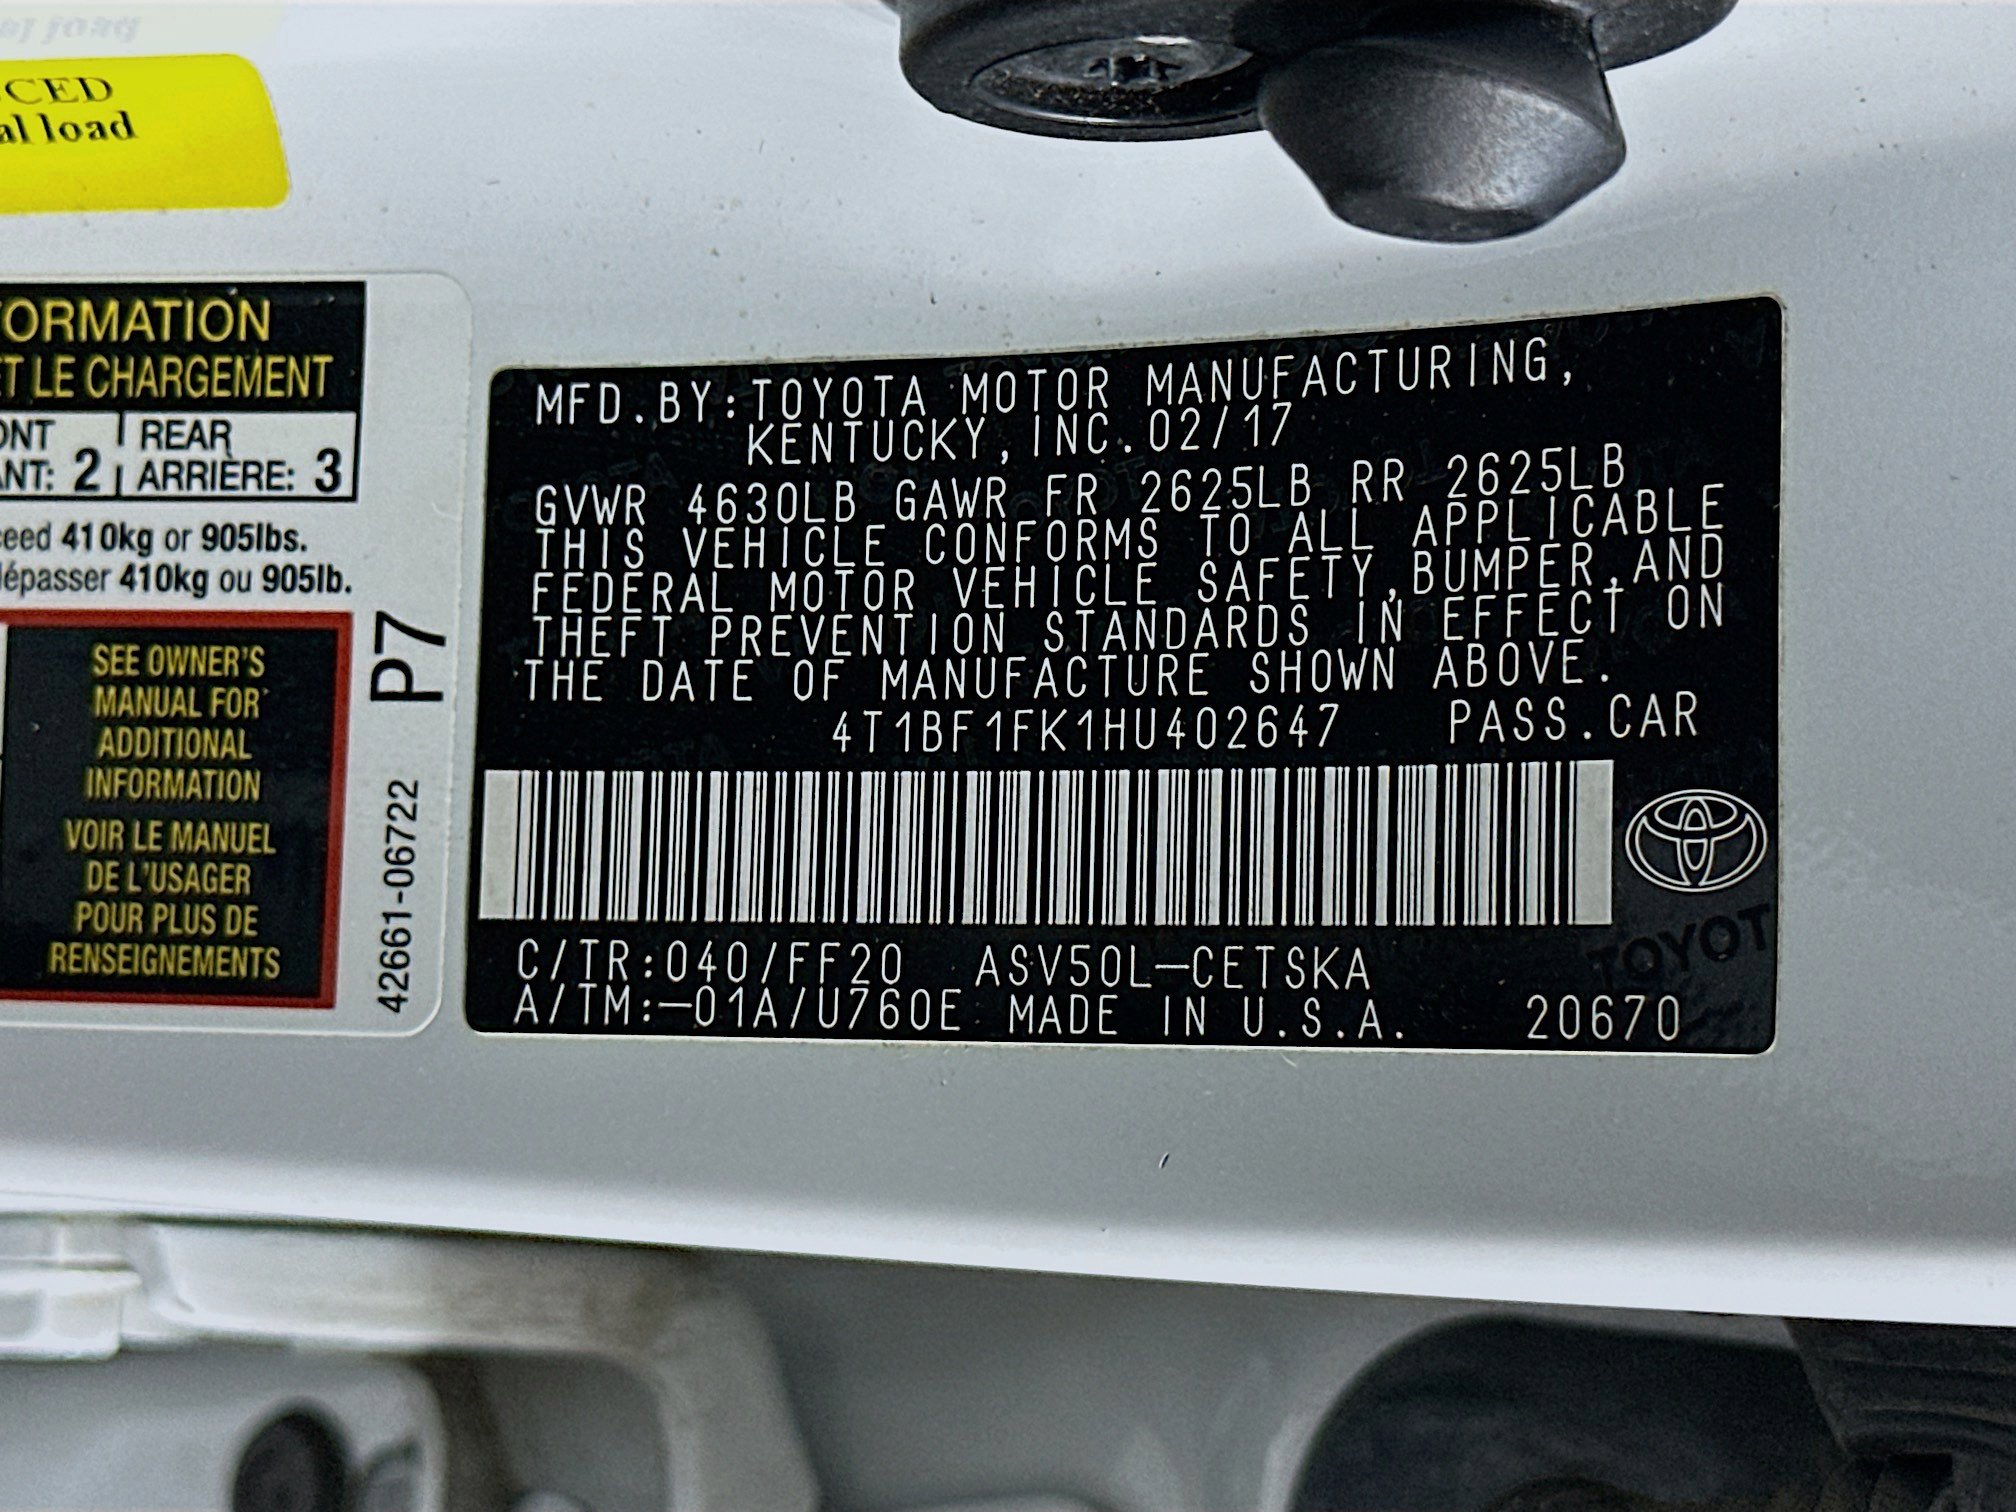 CED
al load
ORMATION
T LE CHARGEMENT
REAR
2 ARRIÈRE: 3
410kg or 905lbs.
dépasser 410kg ou 905lb.
SEE OWNER'S
MANUAL FOR
ADDITIONAL
INFORMATION
VOIR LE MANUEL
DE L'USAGER
POUR PLUS DE
RENSEIGNEMENTS
P7
42661-06722
MFD.BY:TOYOTA MOTOR MANUFACTURING,
KENTUCKY,INC.02/17
GVWR 4630LB GAWR FR 2625LB RR 2625LB
THIS VEHICLE CONFORMS TO ALL APPLICABLE
FEDERAL MOTOR VEHICLE SAFETY,BUMPER,AND
THEFT PREVENTION STANDARDS IN EFFECT ON
THE DATE OF MANUFACTURE SHOWN ABOVE.
4T1BF1FK1HU402647 PASS.CAR
TOYOT
C/TR:040/FF20 ASV50L-CETSKA
A/TM:-01A/U760E MADE IN U.S.A. 20670